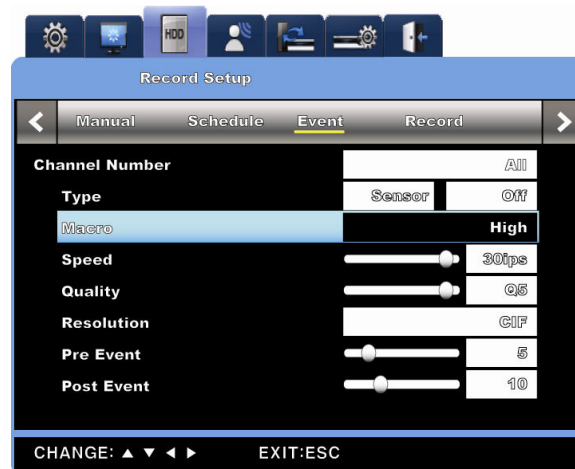 HDD
Record Setup
Manual Schedule Event Record
Channel Number All
Type Sensor Off
Macro High
Speed 30ips
Quality Q5
Resolution CIF
Pre Event 5
Post Event 10
CHANGE: ▲ ▼ ◀ ▶ EXIT:ESC